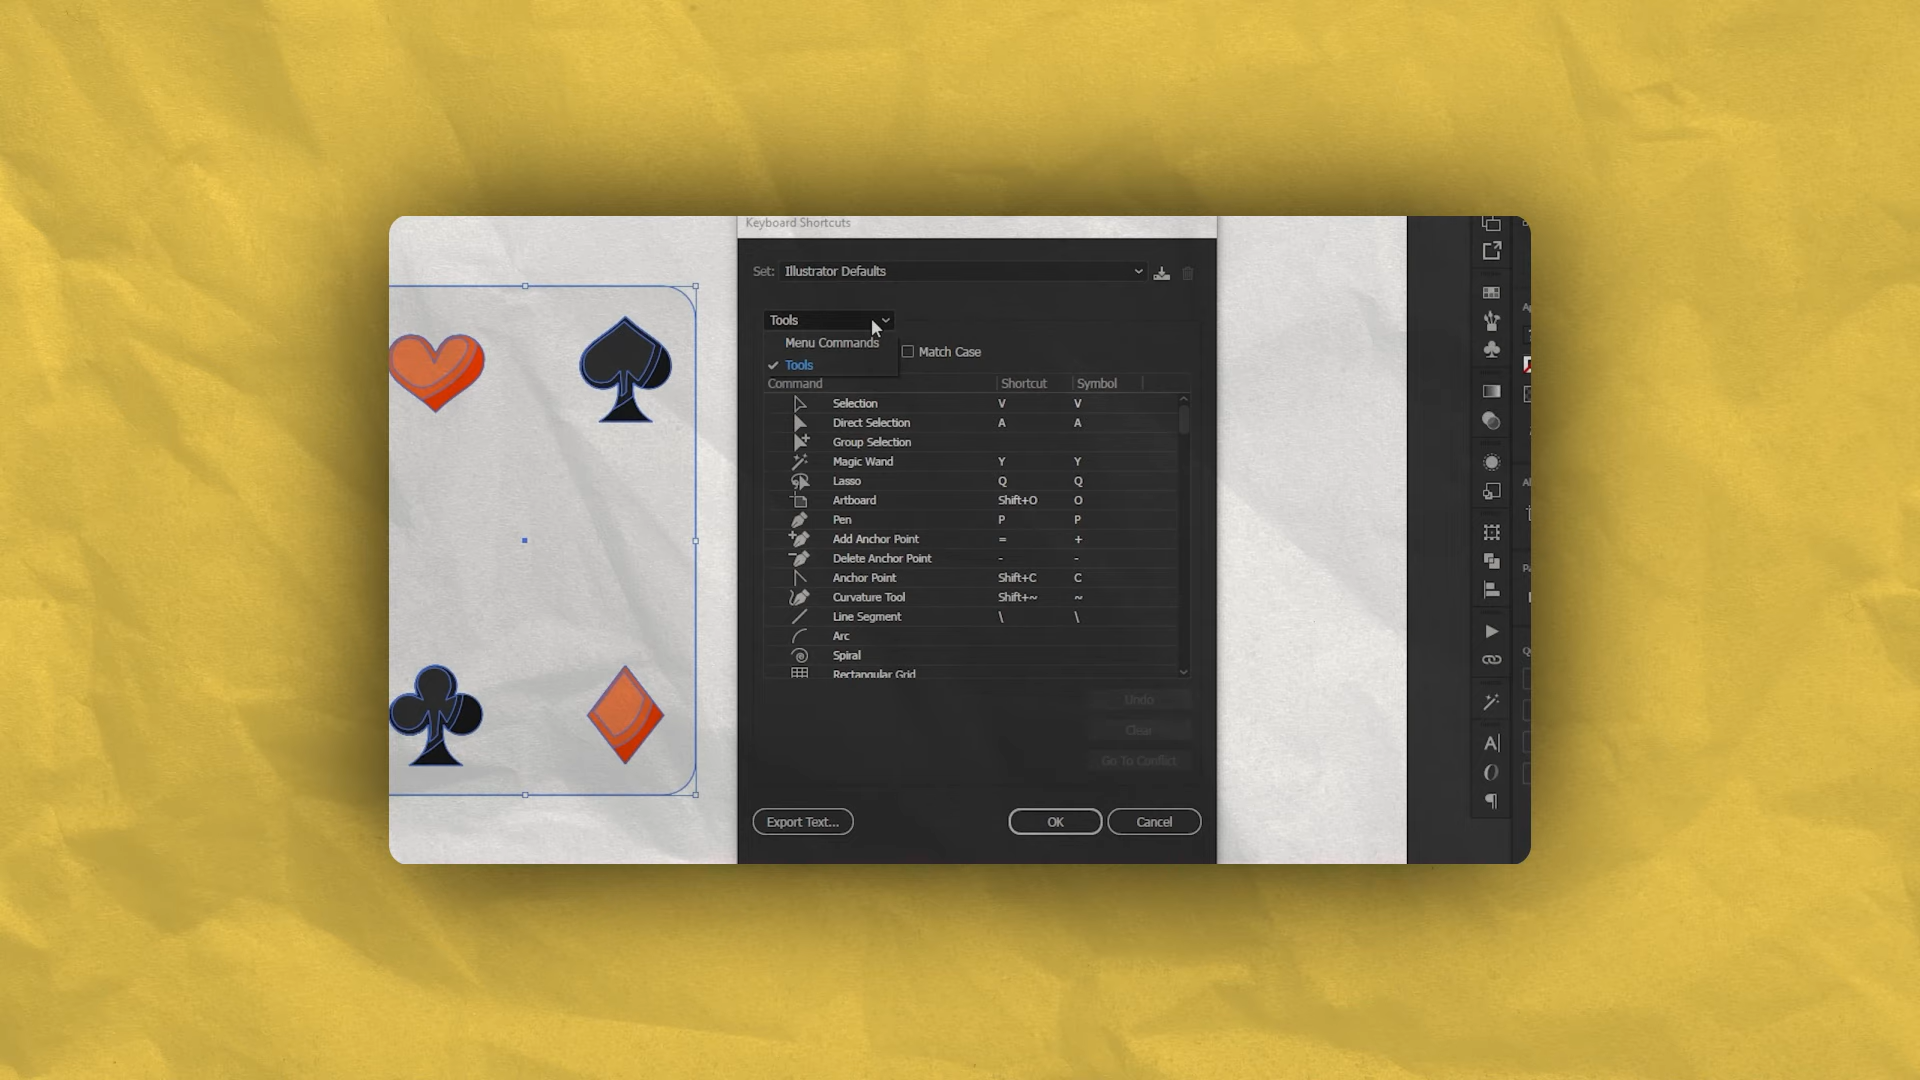 Keyboard Shortcuts
Set: Illustrator Defaults
Tools
Menu Commands
Match Case
Tools
Command Shortcut Symbol
Selection V V
Direct Selection A A
Group Selection
Magic Wand Y Y
Lasso Q Q
Artboard Shift+O O
Pen P P
Add Anchor Point = +
Delete Anchor Point - -
Anchor Point Shift+C C
Curvature Tool Shift+~ ~
Line Segment \ \
Arc
Spiral
Rectangular Grid
Undo
Clear
Go To Conflict
Export Text...
OK
Cancel